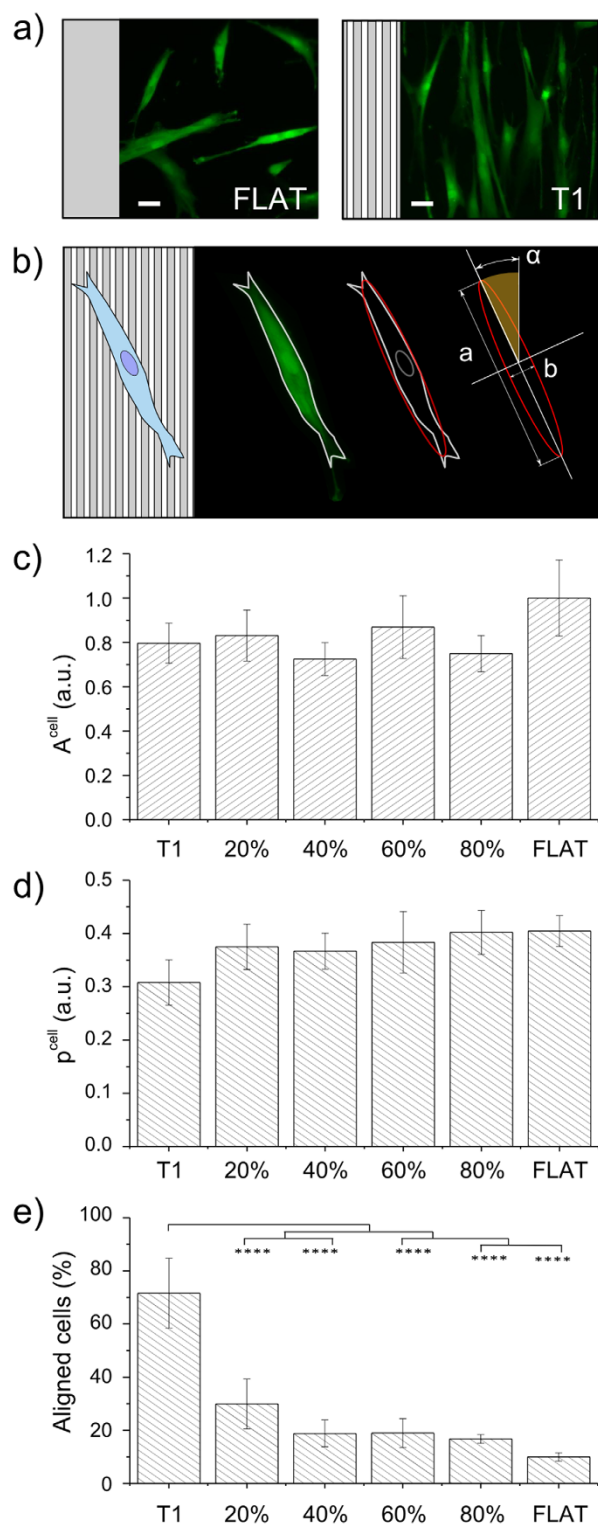 a)
FLAT
T1
b)
α
a
b
c)
1.2
1.0
0.8
0.6
0.4
0.2
0.0
A^cell (a.u.)
T1 20% 40% 60% 80% FLAT
d)
0.5
0.4
0.3
0.2
0.1
0.0
p^cell (a.u.)
T1 20% 40% 60% 80% FLAT
e)
100
80
60
40
20
0
Aligned cells (%)
**** **** **** **** ****
T1 20% 40% 60% 80% FLAT